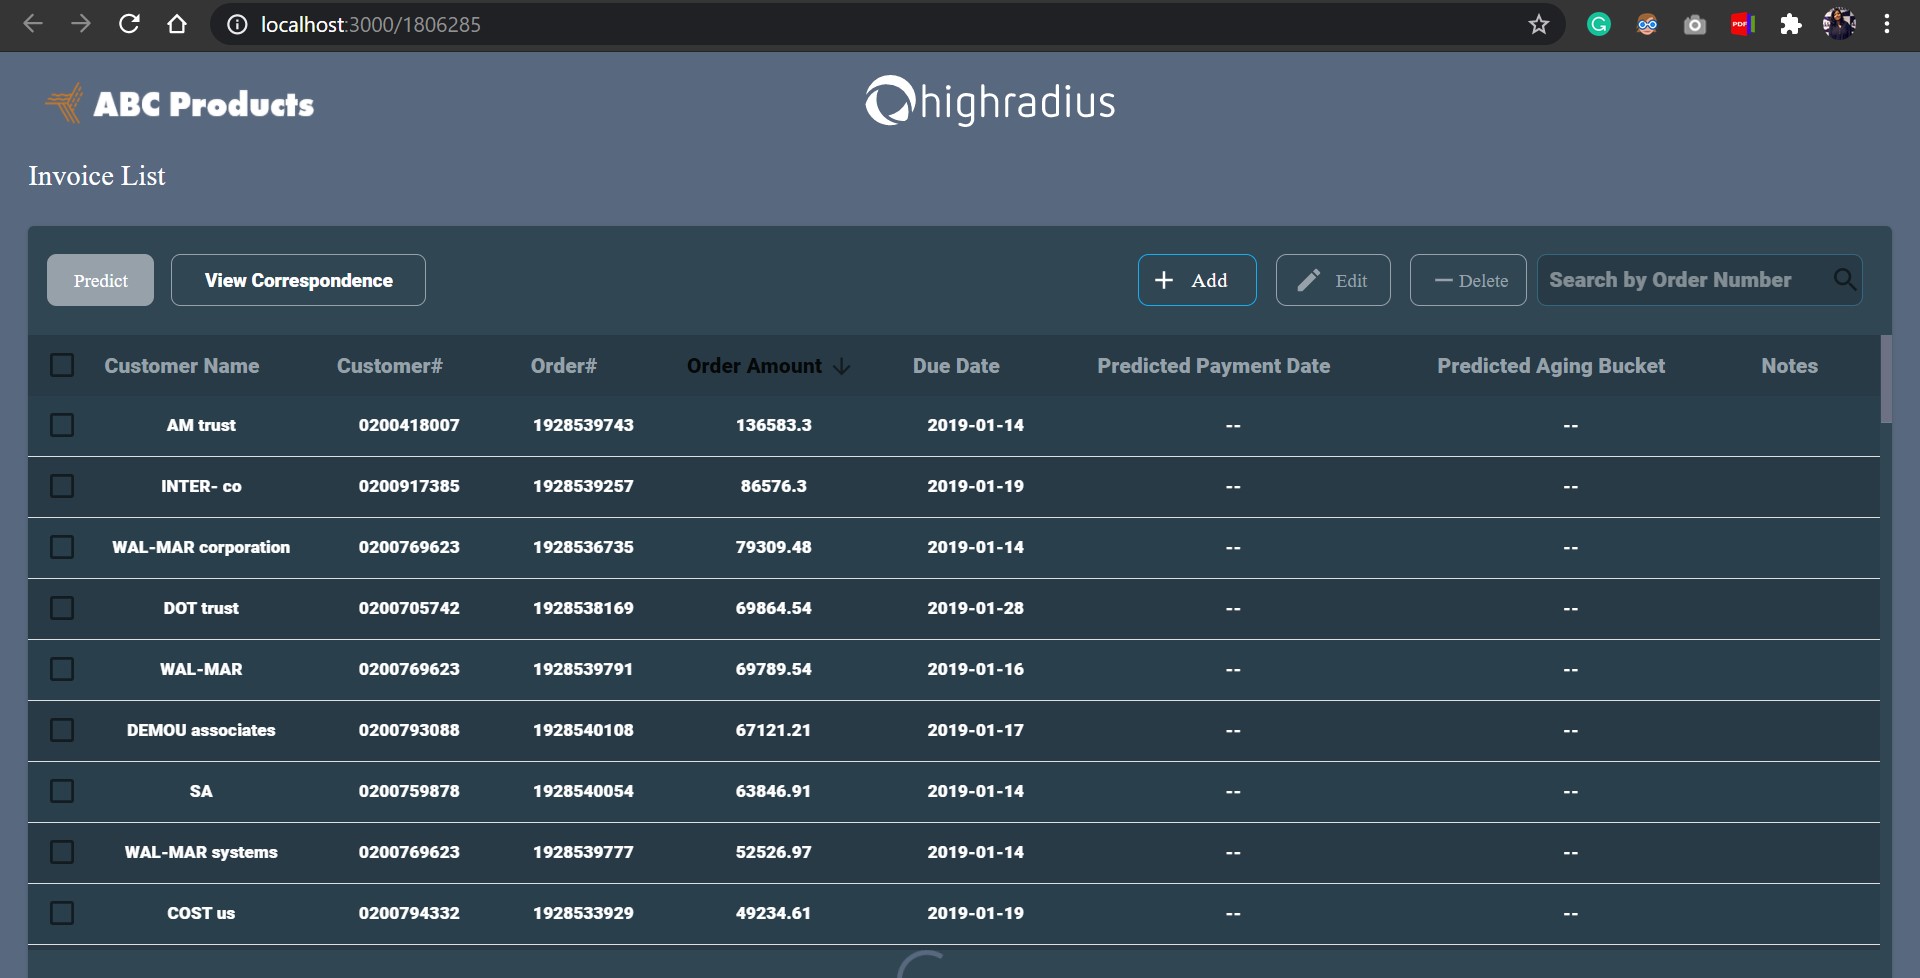 localhost:3000/1806285
PDF
ABC Products
highradius
Invoice List
Predict View Correspondence + Add Edit — Delete Search by Order Number
Customer Name Customer# Order# Order Amount ↓ Due Date Predicted Payment Date Predicted Aging Bucket Notes
AM trust 0200418007 1928539743 136583.3 2019-01-14 -- --
INTER- co 0200917385 1928539257 86576.3 2019-01-19 -- --
WAL-MAR corporation 0200769623 1928536735 79309.48 2019-01-14 -- --
DOT trust 0200705742 1928538169 69864.54 2019-01-28 -- --
WAL-MAR 0200769623 1928539791 69789.54 2019-01-16 -- --
DEMOU associates 0200793088 1928540108 67121.21 2019-01-17 -- --
SA 0200759878 1928540054 63846.91 2019-01-14 -- --
WAL-MAR systems 0200769623 1928539777 52526.97 2019-01-14 -- --
COST us 0200794332 1928533929 49234.61 2019-01-19 -- --